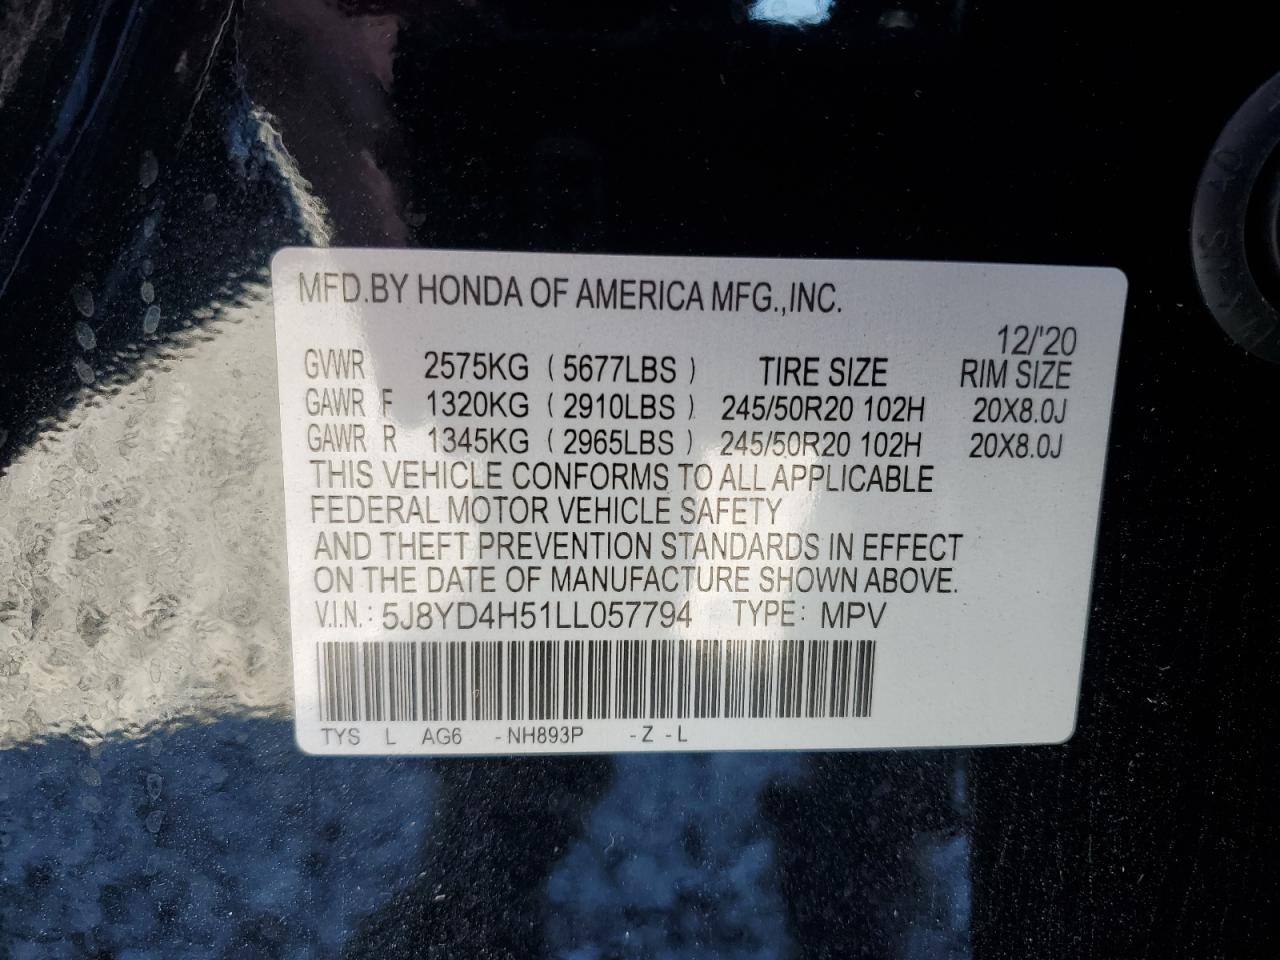 MFD.BY HONDA OF AMERICA MFG.,INC.
12/'20
GVWR 2575KG ( 5677LBS ) TIRE SIZE RIM SIZE
GAWR F 1320KG ( 2910LBS ) 245/50R20 102H 20X8.0J
GAWR R 1345KG ( 2965LBS ) 245/50R20 102H 20X8.0J
THIS VEHICLE CONFORMS TO ALL APPLICABLE
FEDERAL MOTOR VEHICLE SAFETY
AND THEFT PREVENTION STANDARDS IN EFFECT
ON THE DATE OF MANUFACTURE SHOWN ABOVE.
V.I.N.: 5J8YD4H51LL057794 TYPE: MPV
TYS L AG6 -NH893P -Z -L